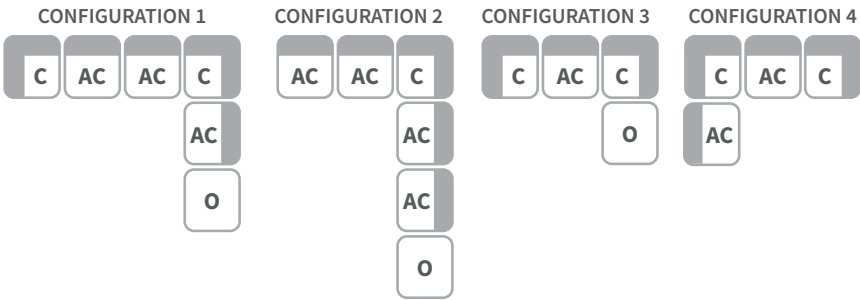 CONFIGURATION 1 CONFIGURATION 2 CONFIGURATION 3 CONFIGURATION 4
C AC AC C AC AC C C AC C C AC C
AC AC O AC
O AC
O